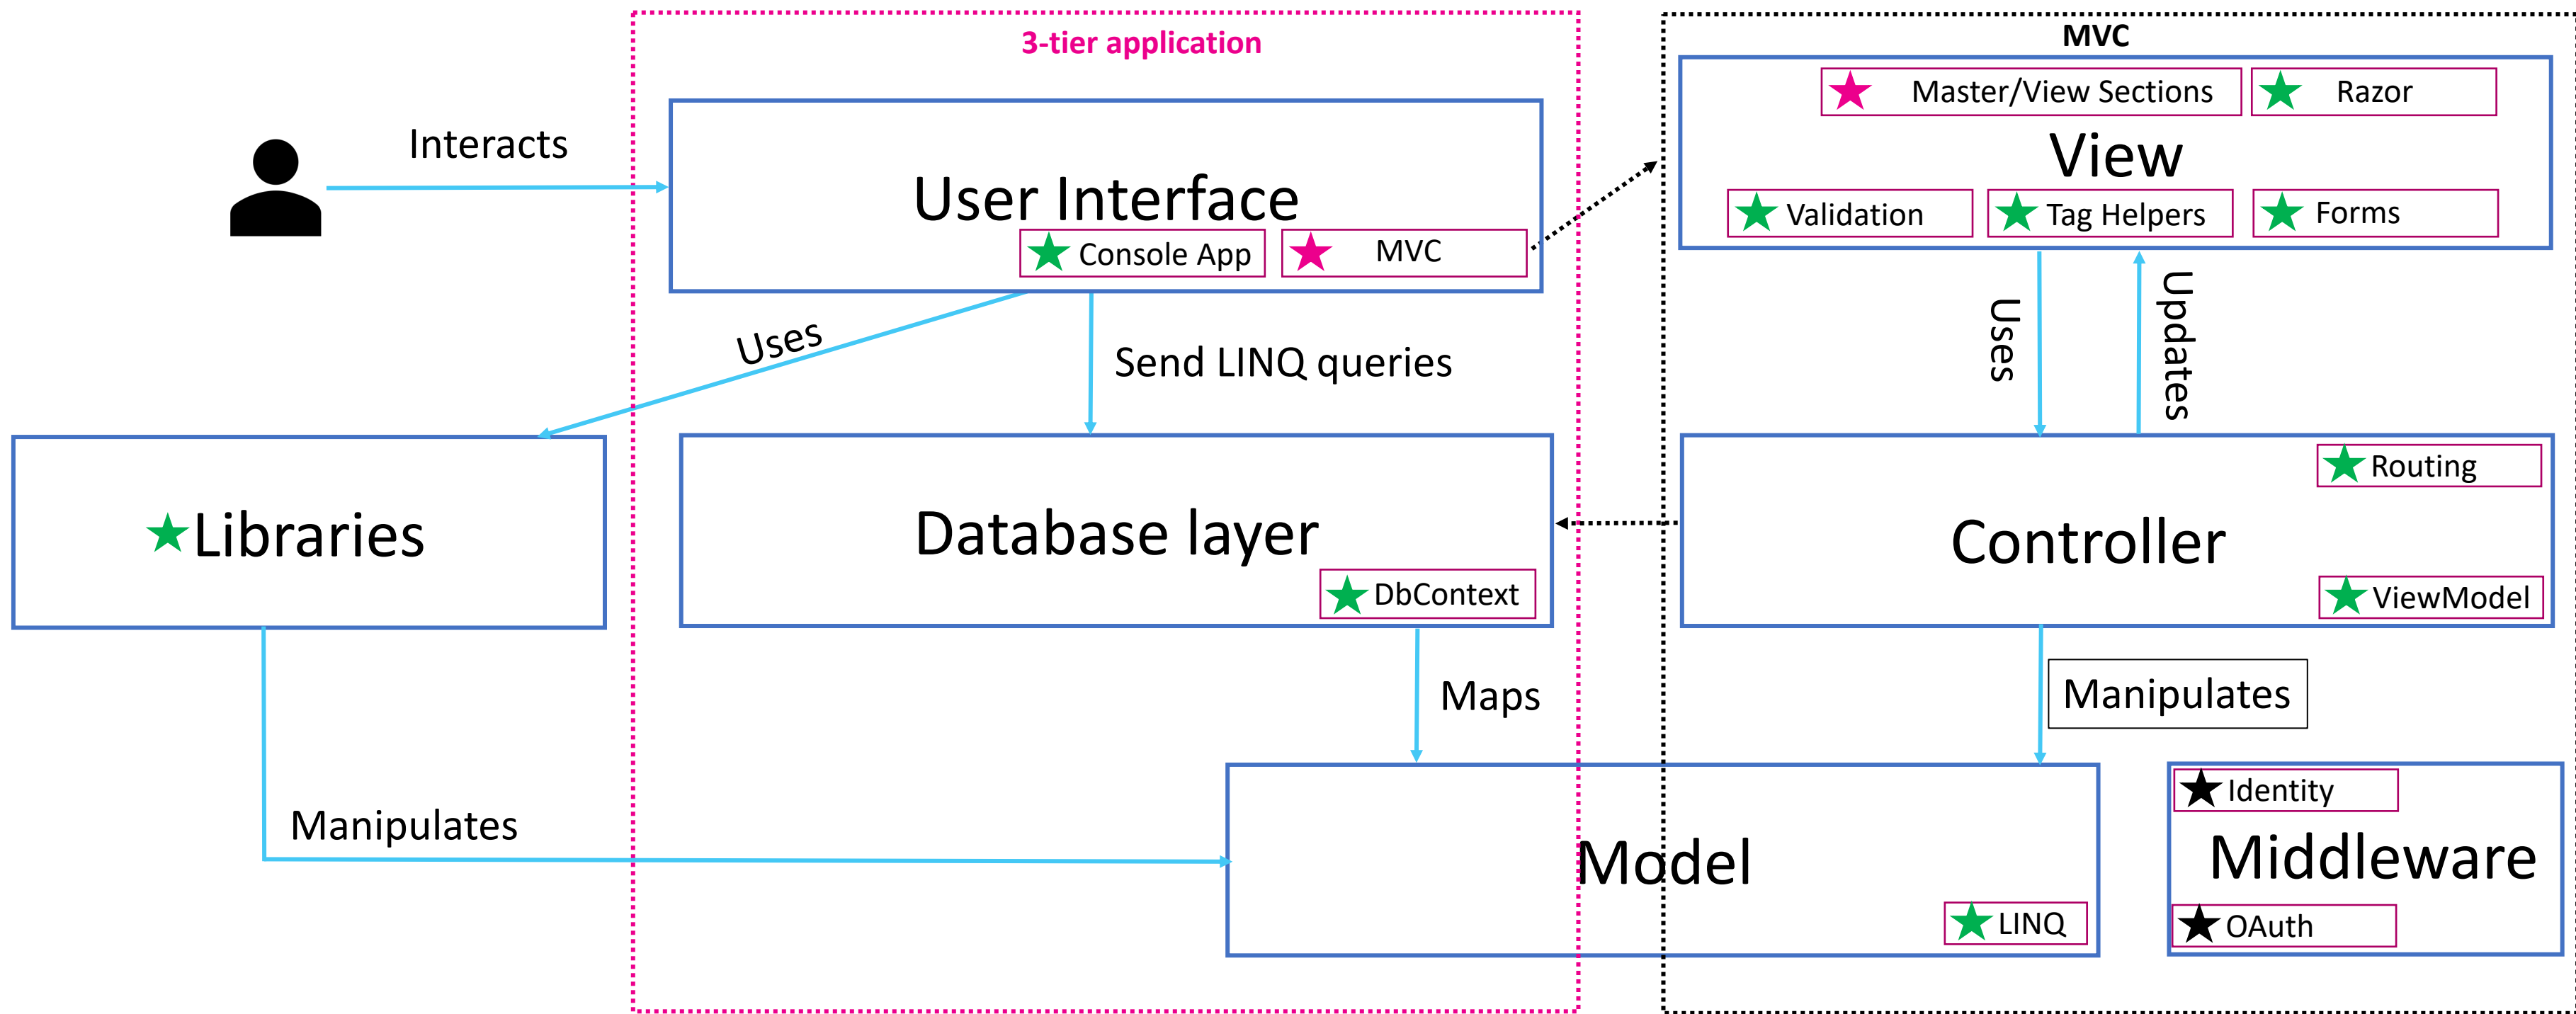 3-tier application
MVC
Interacts
User Interface
Console App
MVC
Master/View Sections
Razor
View
Validation
Tag Helpers
Forms
Uses
Send LINQ queries
Uses
Updates
Libraries
Database layer
DbContext
Routing
Controller
ViewModel
Maps
Manipulates
Manipulates
Model
LINQ
Identity
Middleware
OAuth